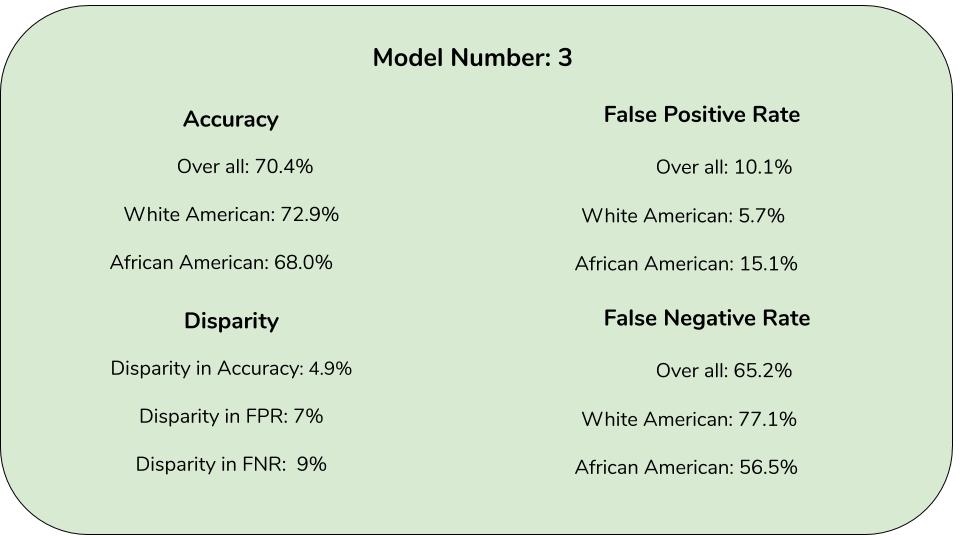 Model Number: 3
Accuracy
Over all: 70.4%
White American: 72.9%
African American: 68.0%
False Positive Rate
Over all: 10.1%
White American: 5.7%
African American: 15.1%
Disparity
Disparity in Accuracy: 4.9%
Disparity in FPR: 7%
Disparity in FNR:  9%
False Negative Rate
Over all: 65.2%
White American: 77.1%
African American: 56.5%